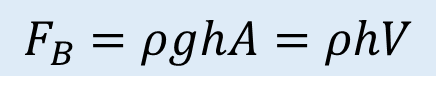 F_B = ρghA = ρhV